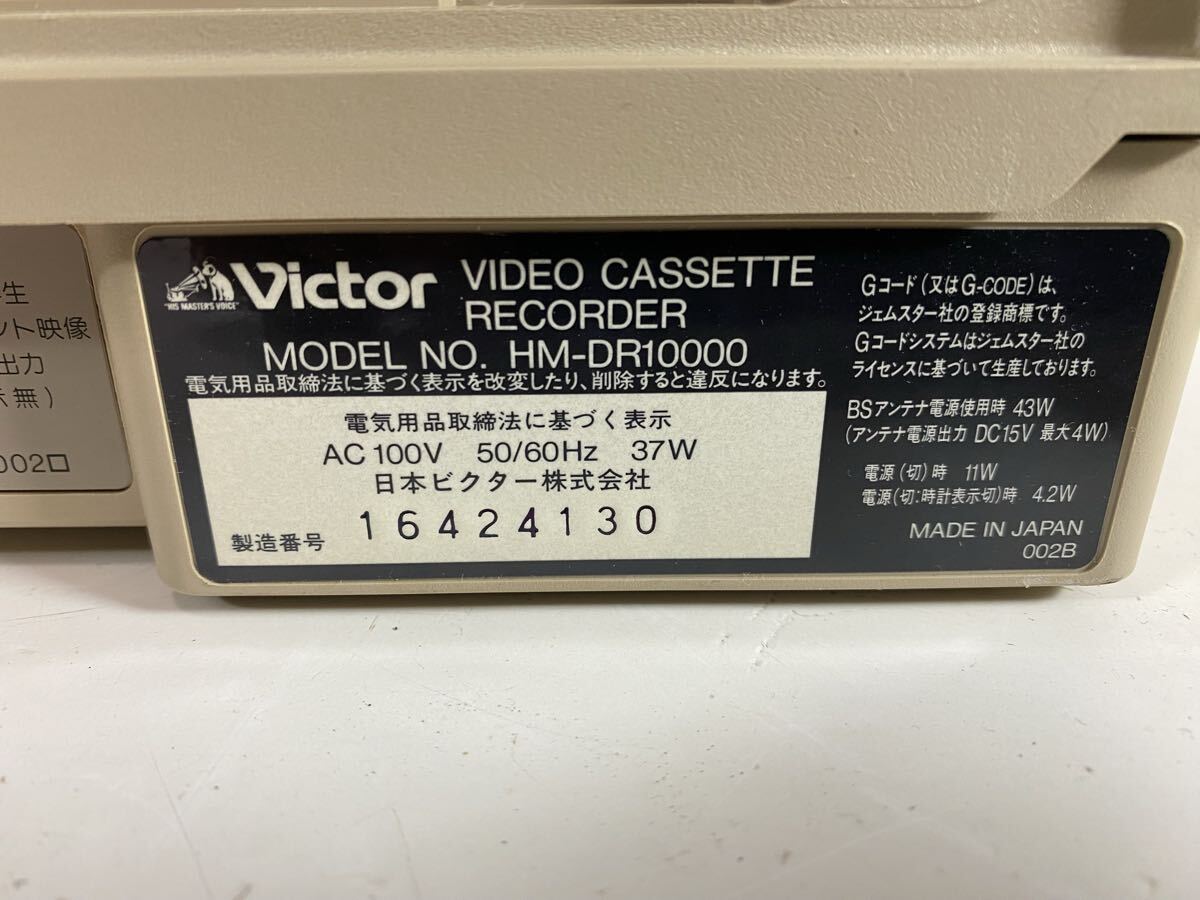 生
ント映像
出力
無)
002
"HIS MASTER'S VOICE"
Victor VIDEO CASSETTE
RECORDER
MODEL NO. HM-DR10000
電気用品取締法に基づく表示を改変したり、削除すると違反になります。
電気用品取締法に基づく表示
AC 100V 50/60Hz 37W
日本ビクター株式会社
製造番号 16424130
Gコード(又はG-CODE)は、
ジェムスター社の登録商標です。
Gコードシステムはジェムスター社の
ライセンスに基づいて生産しております。
BSアンテナ電源使用時 43W
(アンテナ電源出力 DC15V 最大4W)
電源(切)時 11W
電源(切:時計表示切)時 4.2W
MADE IN JAPAN
002B